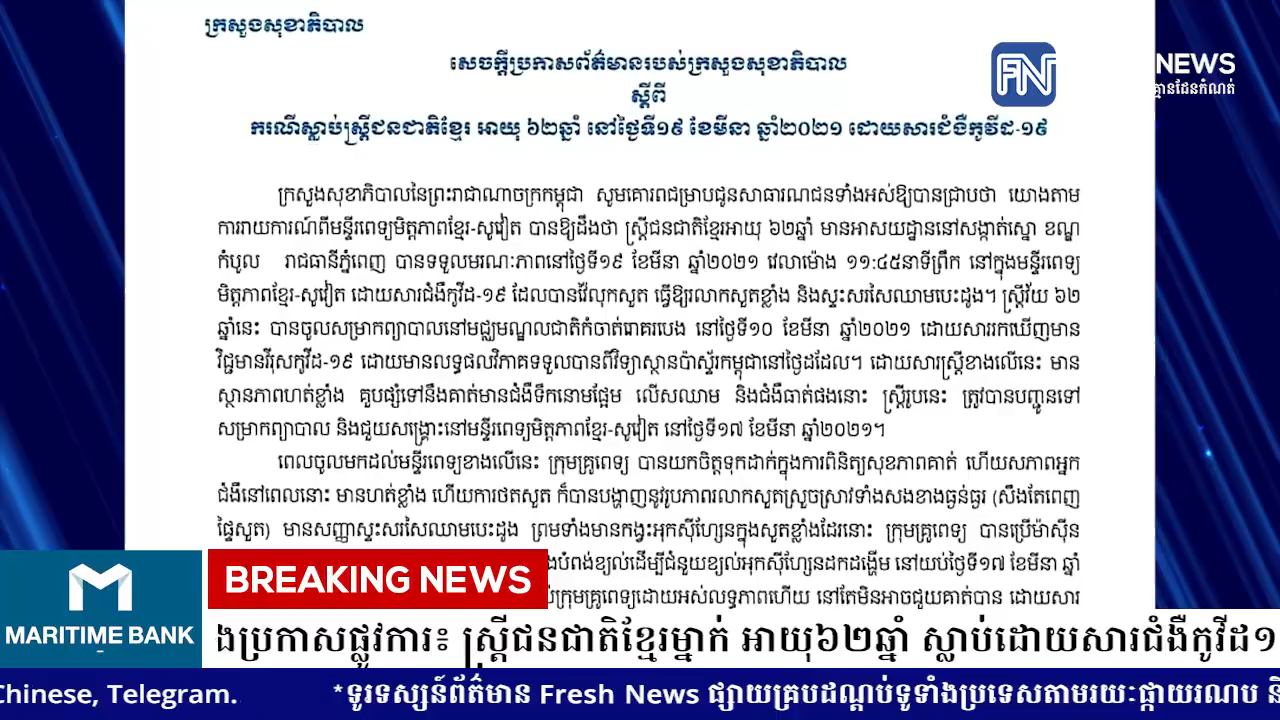 ក្រសួងសុខាភិបាល
សេចក្តីប្រកាសព័ត៌មានរបស់ក្រសួងសុខាភិបាល
ស្តីពី
ករណីស្លាប់ស្ត្រីជនជាតិខ្មែរ អាយុ ៦២ឆ្នាំ នៅថ្ងៃទី១៩ ខែមីនា ឆ្នាំ២០២១ ដោយសារជំងឺកូវីដ-១៩
FN
NEWS
គ្មានដែនកំណត់
ក្រសួងសុខាភិបាលនៃព្រះរាជាណាចក្រកម្ពុជា សូមគោរពជម្រាបជូនសាធារណជនទាំងអស់ឱ្យបានជ្រាបថា យោងតាម
ការរាយការណ៍ពីមន្ទីរពេទ្យមិត្តភាពខ្មែរ-សូវៀត បានឱ្យដឹងថា ស្ត្រីជនជាតិខ្មែរអាយុ ៦២ឆ្នាំ មានអាសយដ្ឋាននៅសង្កាត់ស្នោ ខណ្ឌ
កំបូល រាជធានីភ្នំពេញ បានទទួលមរណៈភាពនៅថ្ងៃទី១៩ ខែមីនា ឆ្នាំ២០២១ វេលាម៉ោង ១១:៤៥នាទីព្រឹក នៅក្នុងមន្ទីរពេទ្យ
មិត្តភាពខ្មែរ-សូវៀត ដោយសារជំងឺកូវីដ-១៩ ដែលបានវៃលុកសួត ធ្វើឱ្យរលាកសួតខ្លាំង និងស្ទះសរសៃឈាមបេះដូង។ ស្ត្រីវ័យ ៦២
ឆ្នាំនេះ បានចូលសម្រាកព្យាបាលនៅមជ្ឈមណ្ឌលជាតិកំចាត់រោគរបេង នៅថ្ងៃទី១០ ខែមីនា ឆ្នាំ២០២១ ដោយសាររកឃើញមាន
វិជ្ជមានវីរុសកូវីដ-១៩ ដោយមានលទ្ធផលវិភាគទទួលបានពីវិទ្យាស្ថានប៉ាស្ទ័រកម្ពុជានៅថ្ងៃដដែល។ ដោយសារស្ត្រីខាងលើនេះ មាន
ស្ថានភាពហត់ខ្លាំង គួបផ្សំទៅនឹងគាត់មានជំងឺទឹកនោមផ្អែម លើសឈាម និងជំងឺធាត់ផងនោះ ស្ត្រីរូបនេះ ត្រូវបានបញ្ជូនទៅ
សម្រាកព្យាបាល និងជួយសង្គ្រោះនៅមន្ទីរពេទ្យមិត្តភាពខ្មែរ-សូវៀត នៅថ្ងៃទី១៧ ខែមីនា ឆ្នាំ២០២១។
ពេលចូលមកដល់មន្ទីរពេទ្យខាងលើនេះ ក្រុមគ្រូពេទ្យ បានយកចិត្តទុកដាក់ក្នុងការពិនិត្យសុខភាពគាត់ ហើយសភាពអ្នក
ជំងឺនៅពេលនោះ មានហត់ខ្លាំង ហើយការថតសួត ក៏បានបង្ហាញនូវរូបភាពរលាកសួតស្រួចស្រាវទាំងសងខាងធ្ងន់ធ្ងរ (សឹងតែពេញ
ផ្ទៃសួត) មានសញ្ញាស្ទះសរសៃឈាមបេះដូង ព្រមទាំងមានកង្វះអុកស៊ីហ្សែនក្នុងសួតខ្លាំងដែរនោះ ក្រុមគ្រូពេទ្យ បានប្រើម៉ាស៊ីន
ងបំពង់ខ្យល់ដើម្បីជំនួយខ្យល់អុកស៊ីហ្សែនដកដង្ហើម នៅយប់ថ្ងៃទី១៧ ខែមីនា ឆ្នាំ
ប់ក្រុមគ្រូពេទ្យដោយអស់លទ្ធភាពហើយ នៅតែមិនអាចជួយគាត់បាន ដោយសារ
BREAKING NEWS
MARITIME BANK
ងប្រកាសផ្លូវការ៖ ស្ត្រីជនជាតិខ្មែរម្នាក់ អាយុ៦២ឆ្នាំ ស្លាប់ដោយសារជំងឺកូវីដ១
Chinese, Telegram. *ទូរទស្សន៍ព័ត៌មាន Fresh News ផ្សាយគ្របដណ្តប់ទូទាំងប្រទេសតាមរយៈផ្កាយរណប និ